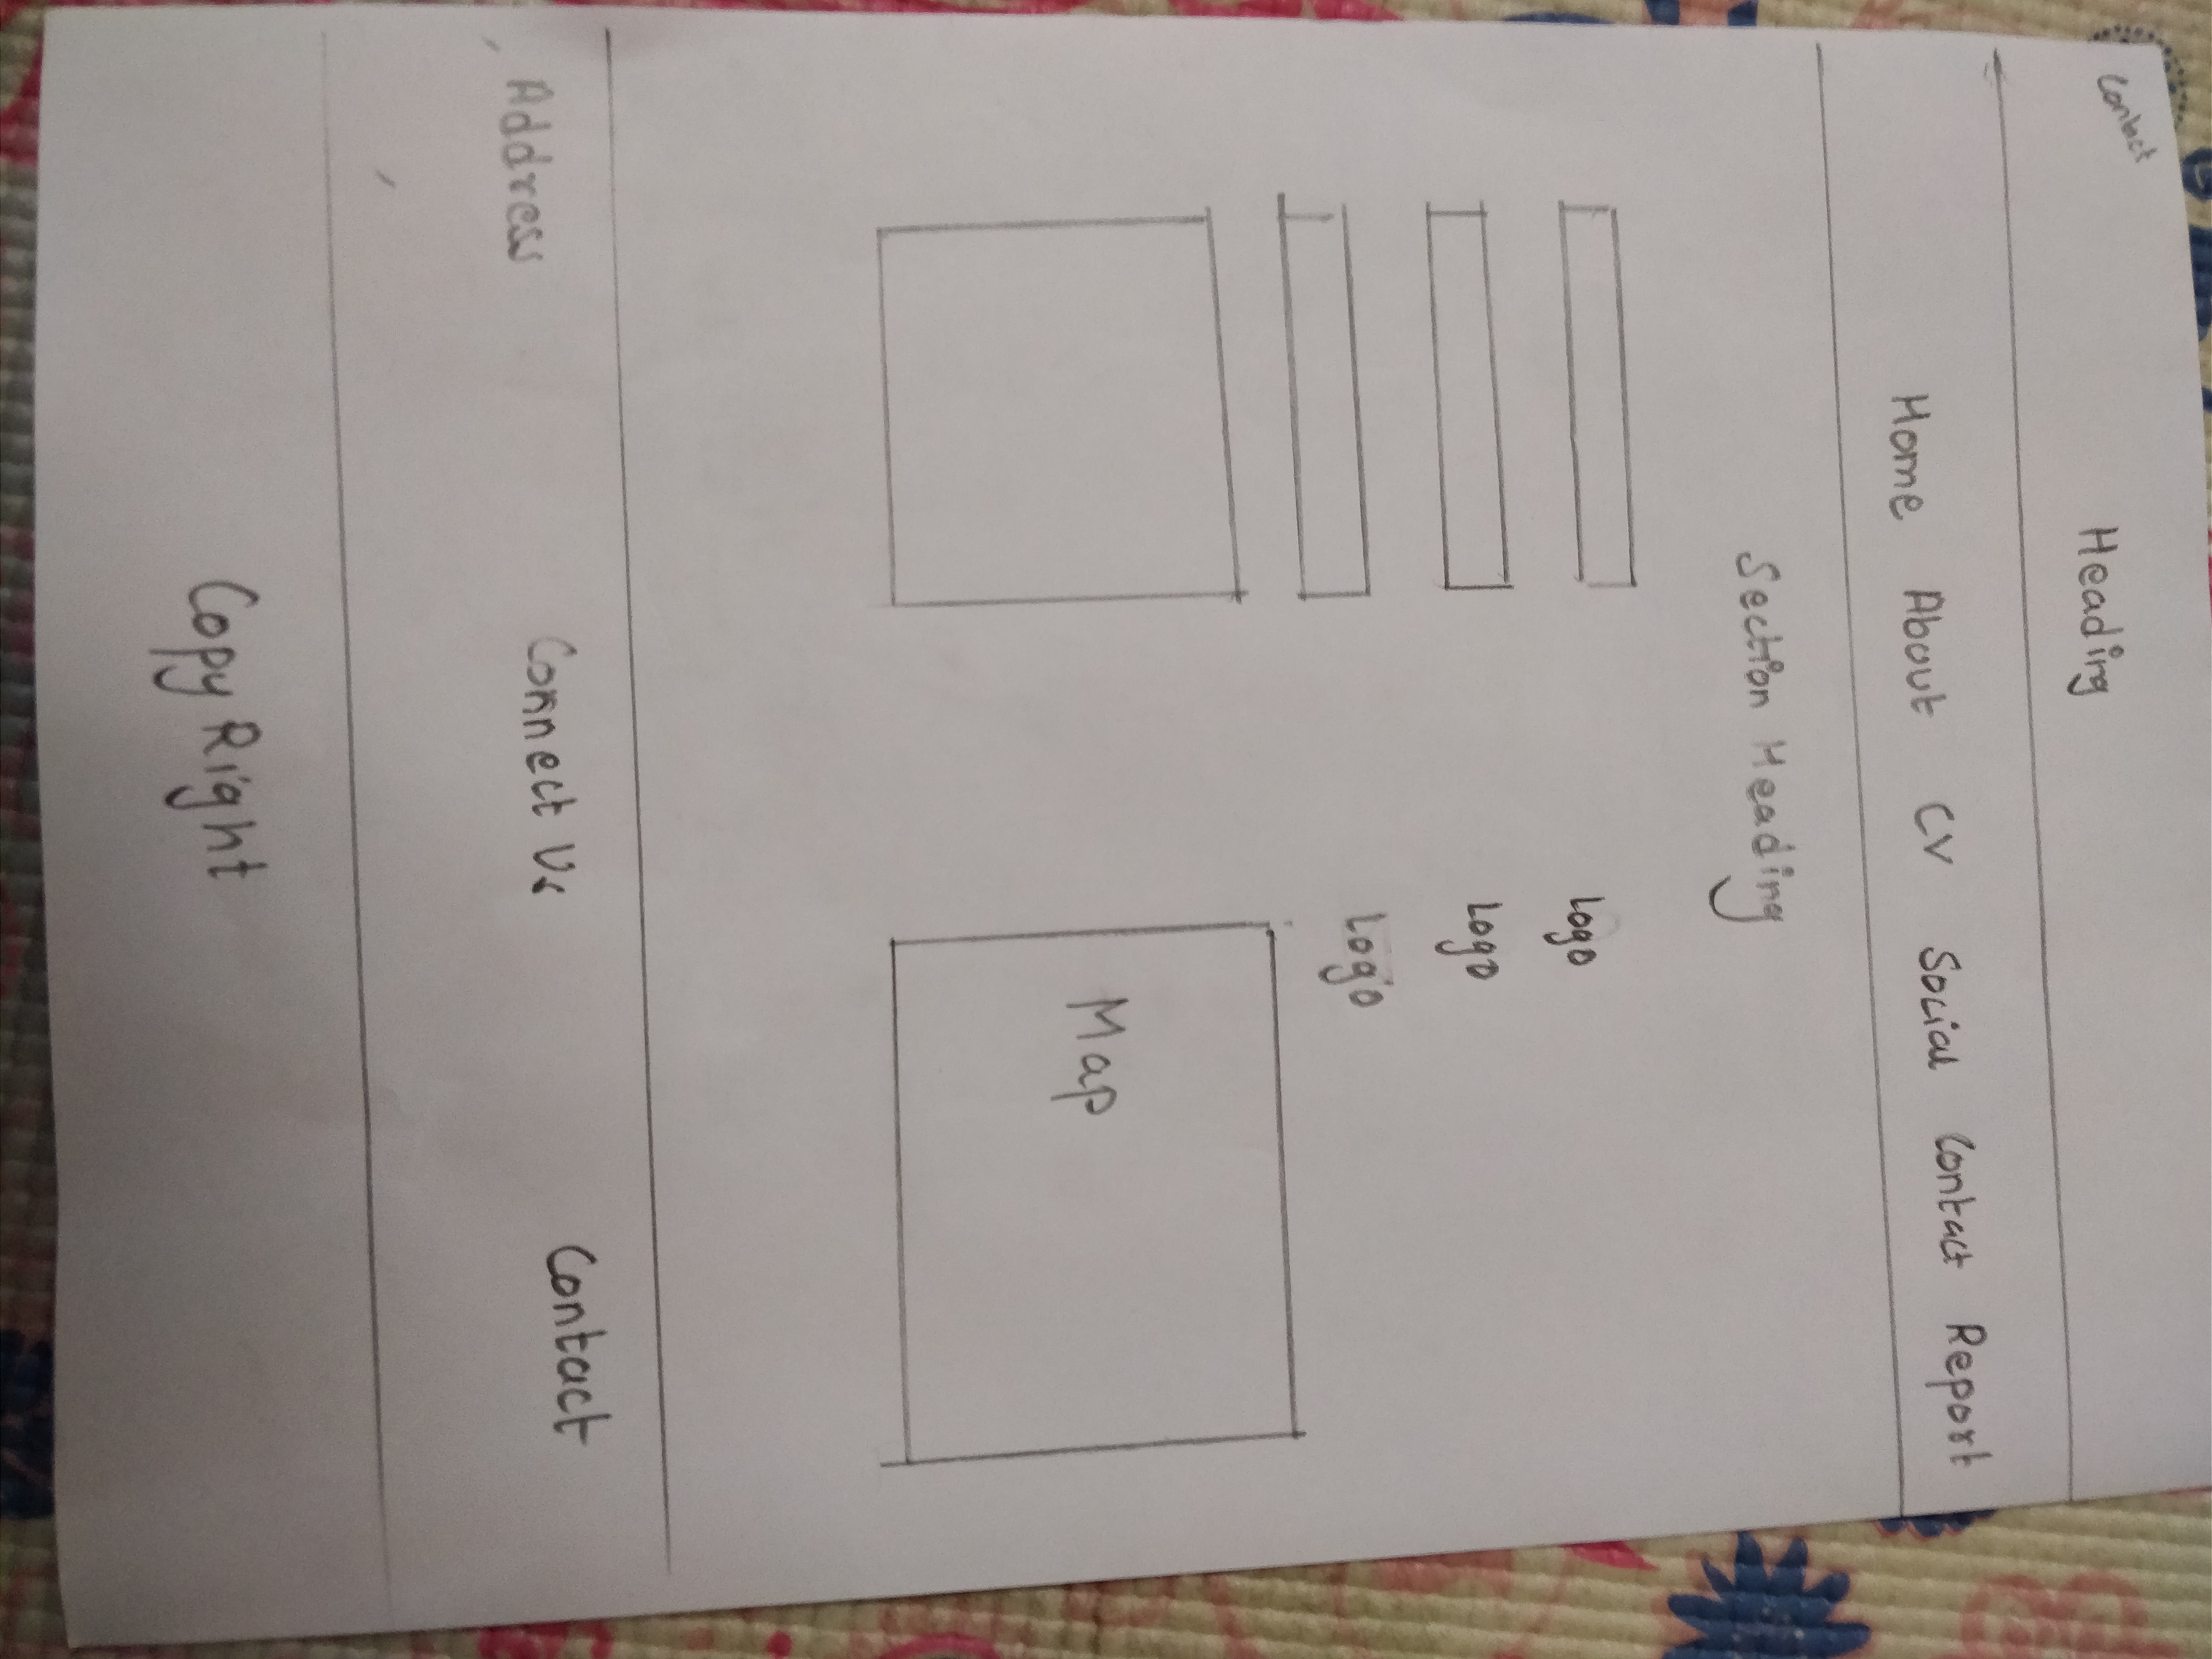 Contact
Heading
Home About CV Social Contact Report
Section Heading
Logo
Logo
Logo
Map
Address Connect Us Contact
Copy Right